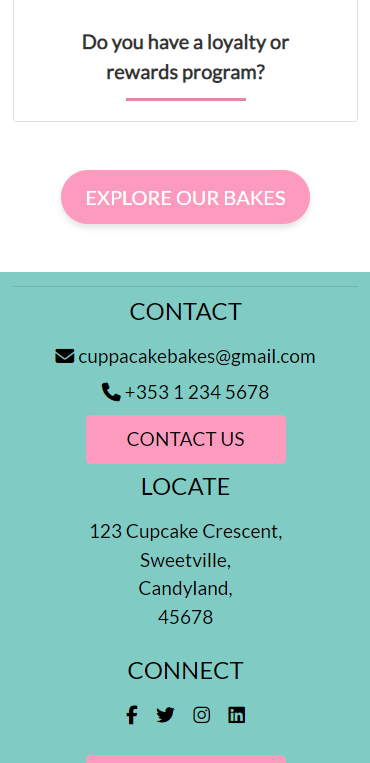 Do you have a loyalty or
rewards program?
EXPLORE OUR BAKES
CONTACT
cuppacakebakes@gmail.com
+353 1 234 5678
CONTACT US
LOCATE
123 Cupcake Crescent,
Sweetville,
Candyland,
45678
CONNECT